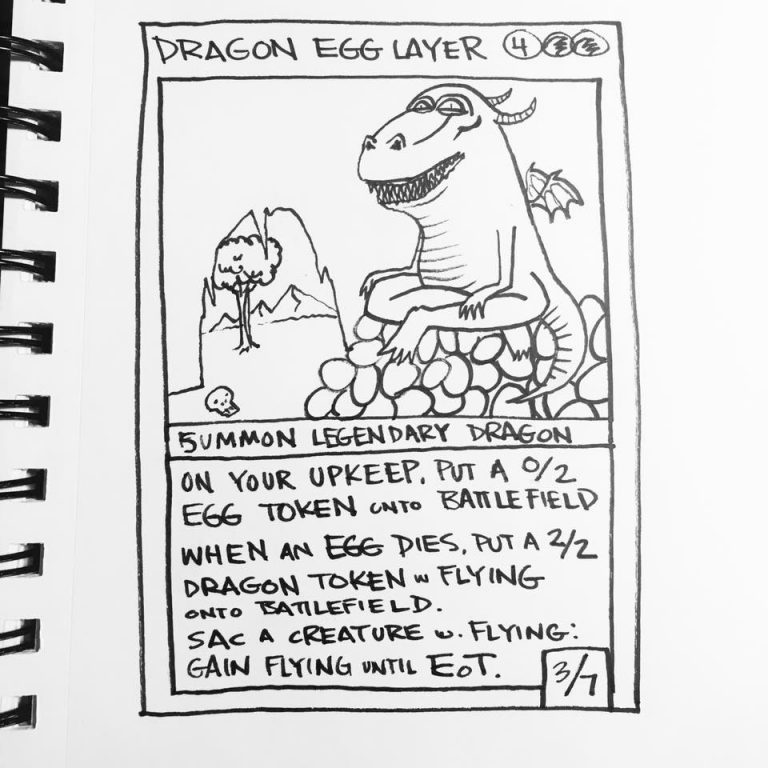 DRAGON EGG LAYER 4
SUMMON LEGENDARY DRAGON
ON YOUR UPKEEP, PUT A 0/2
EGG TOKEN ONTO BATTLEFIELD
WHEN AN EGG DIES, PUT A 2/2
DRAGON TOKEN W FLYING
ONTO BATTLEFIELD.
SAC A CREATURE W. FLYING:
GAIN FLYING UNTIL EOT.
3/7